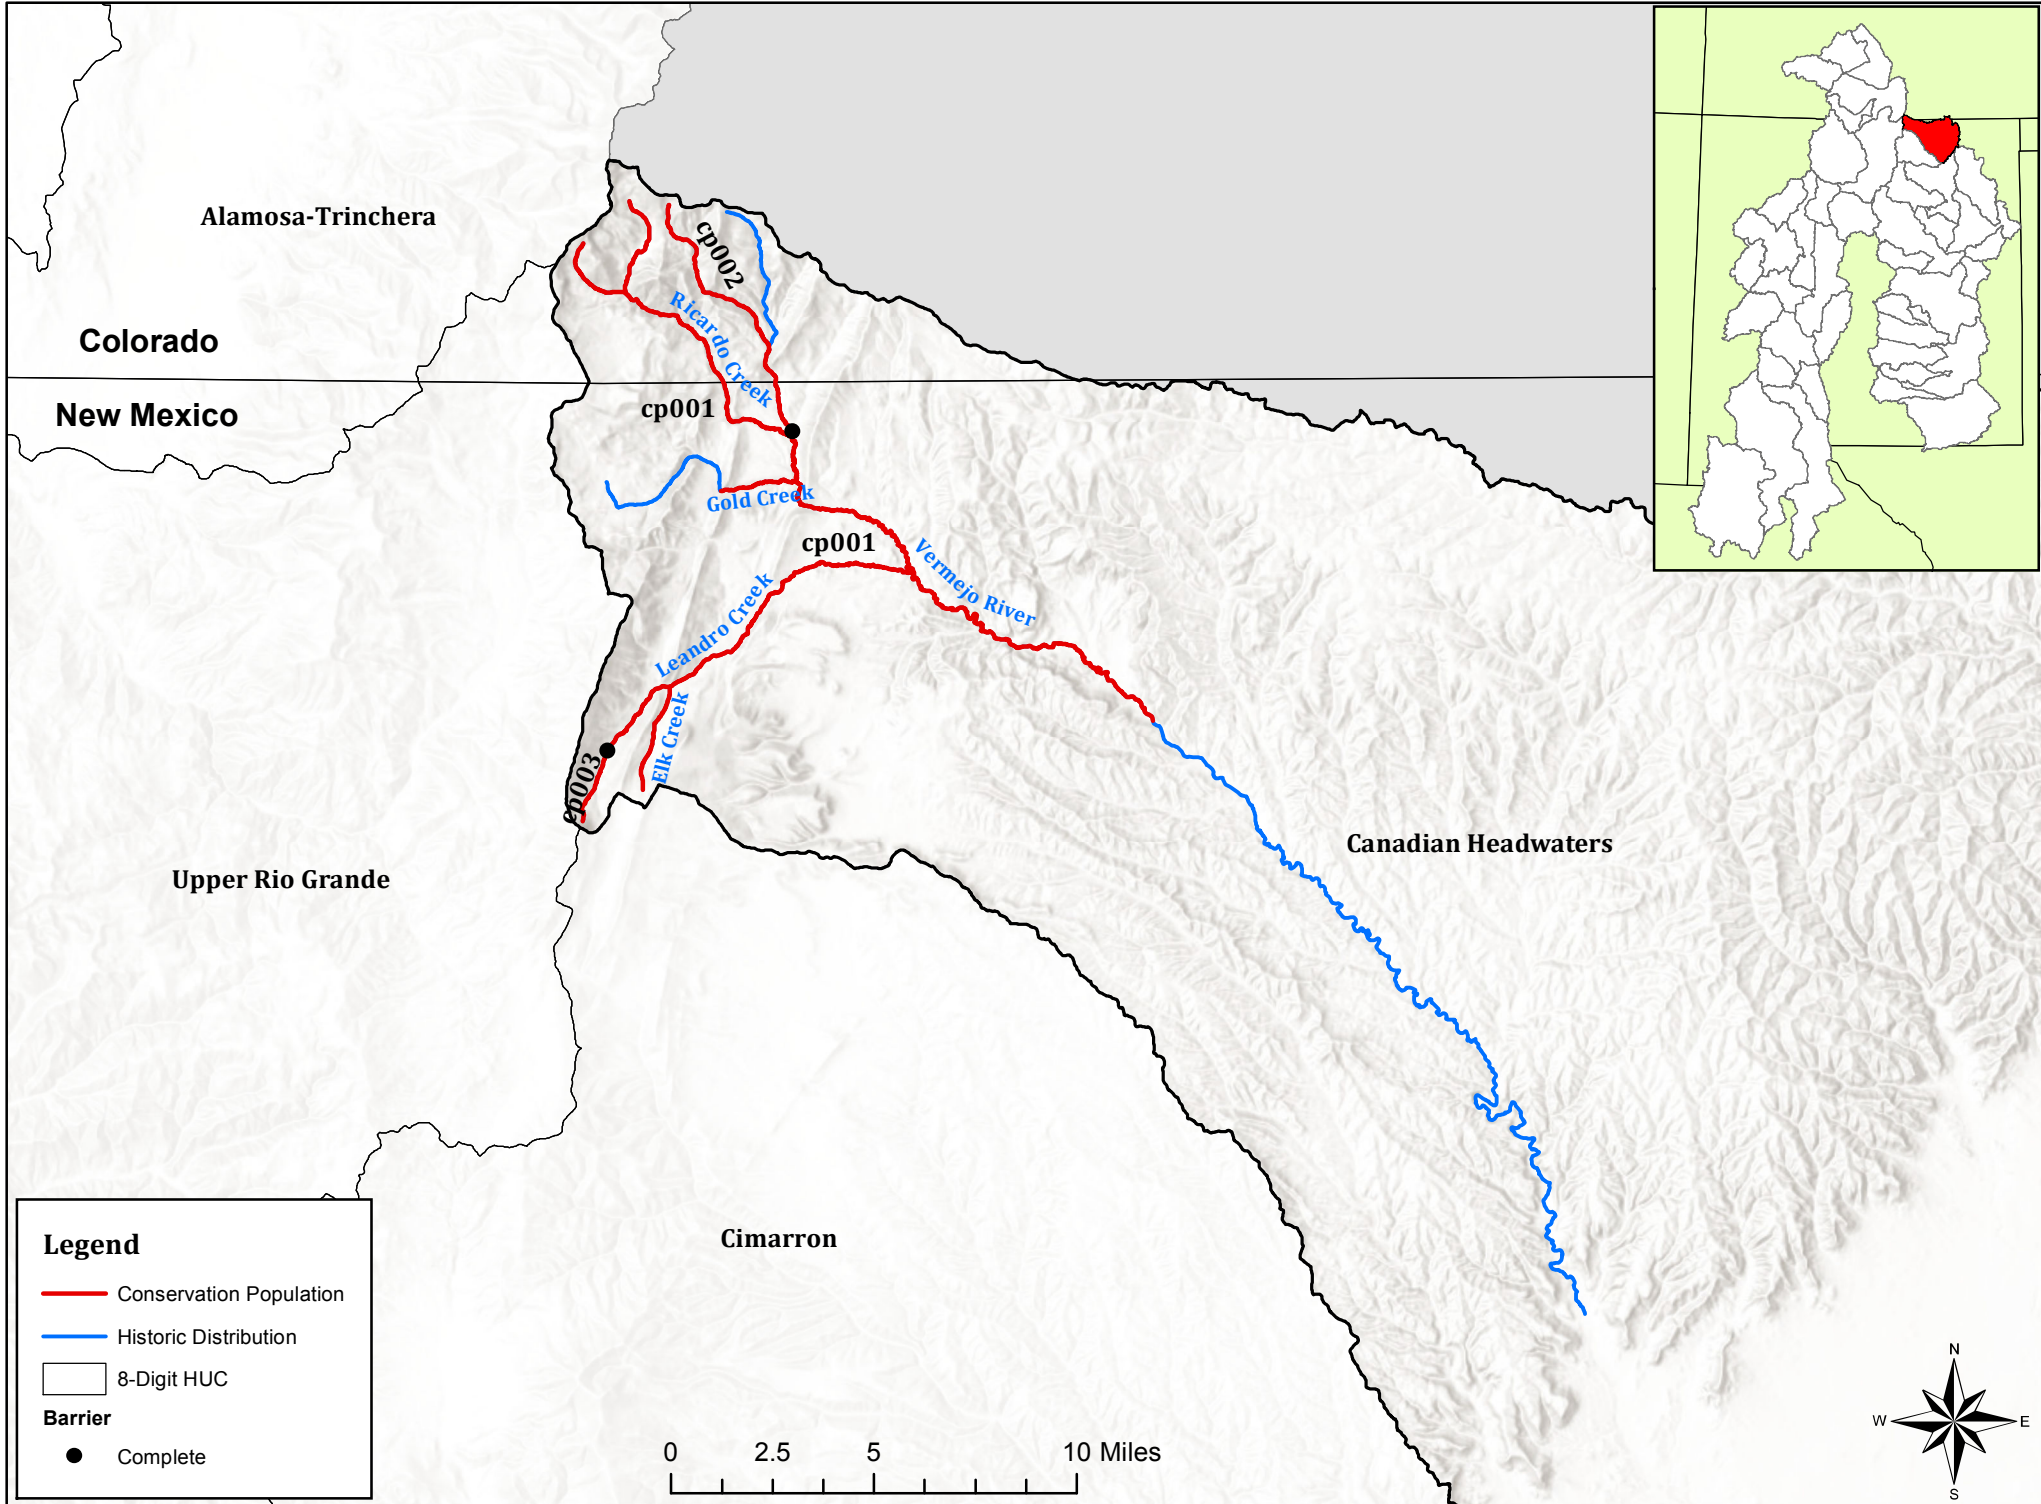 Alamosa-Trinchera
cp002
Ricardo Creek
Colorado
New Mexico
cp001
Gold Creek
cp001
Vermejo River
Leandro Creek
Elk Creek
cp003
Canadian Headwaters
Upper Rio Grande
Cimarron
Legend
Conservation Population
Historic Distribution
8-Digit HUC
Barrier
Complete
0 2.5 5 10 Miles
N
W E
S